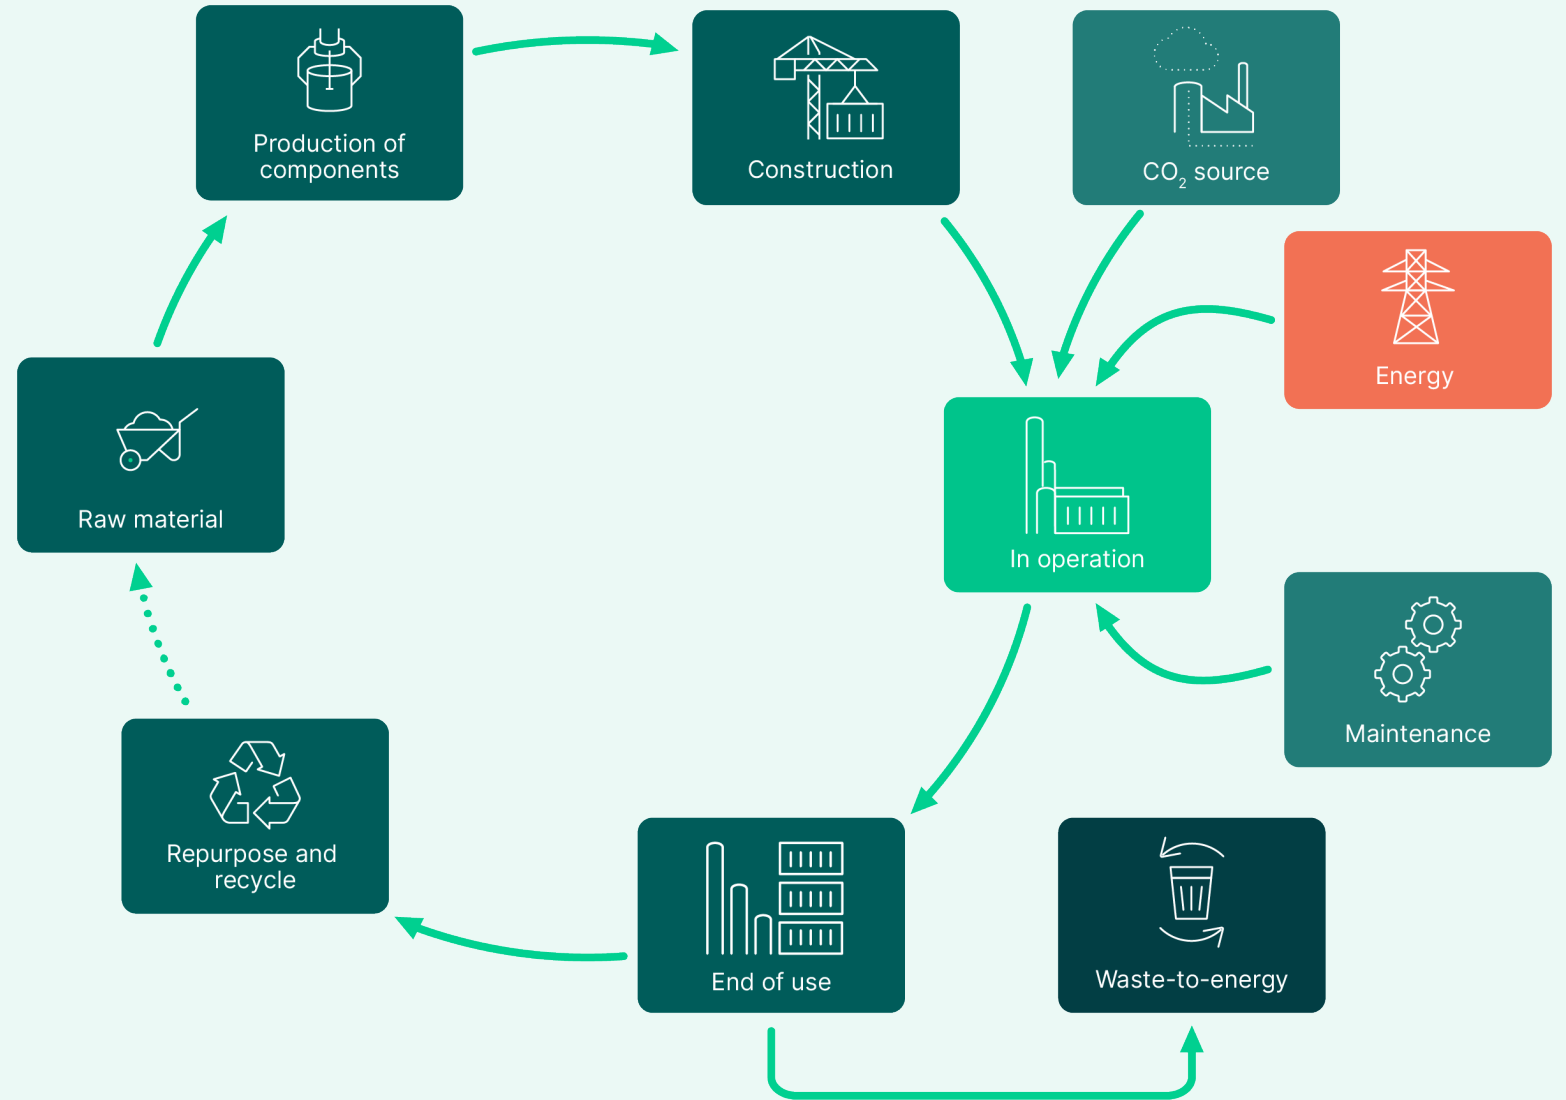 Production of
components
Construction
CO₂ source
Energy
Raw material
In operation
Maintenance
Repurpose and
recycle
End of use
Waste-to-energy